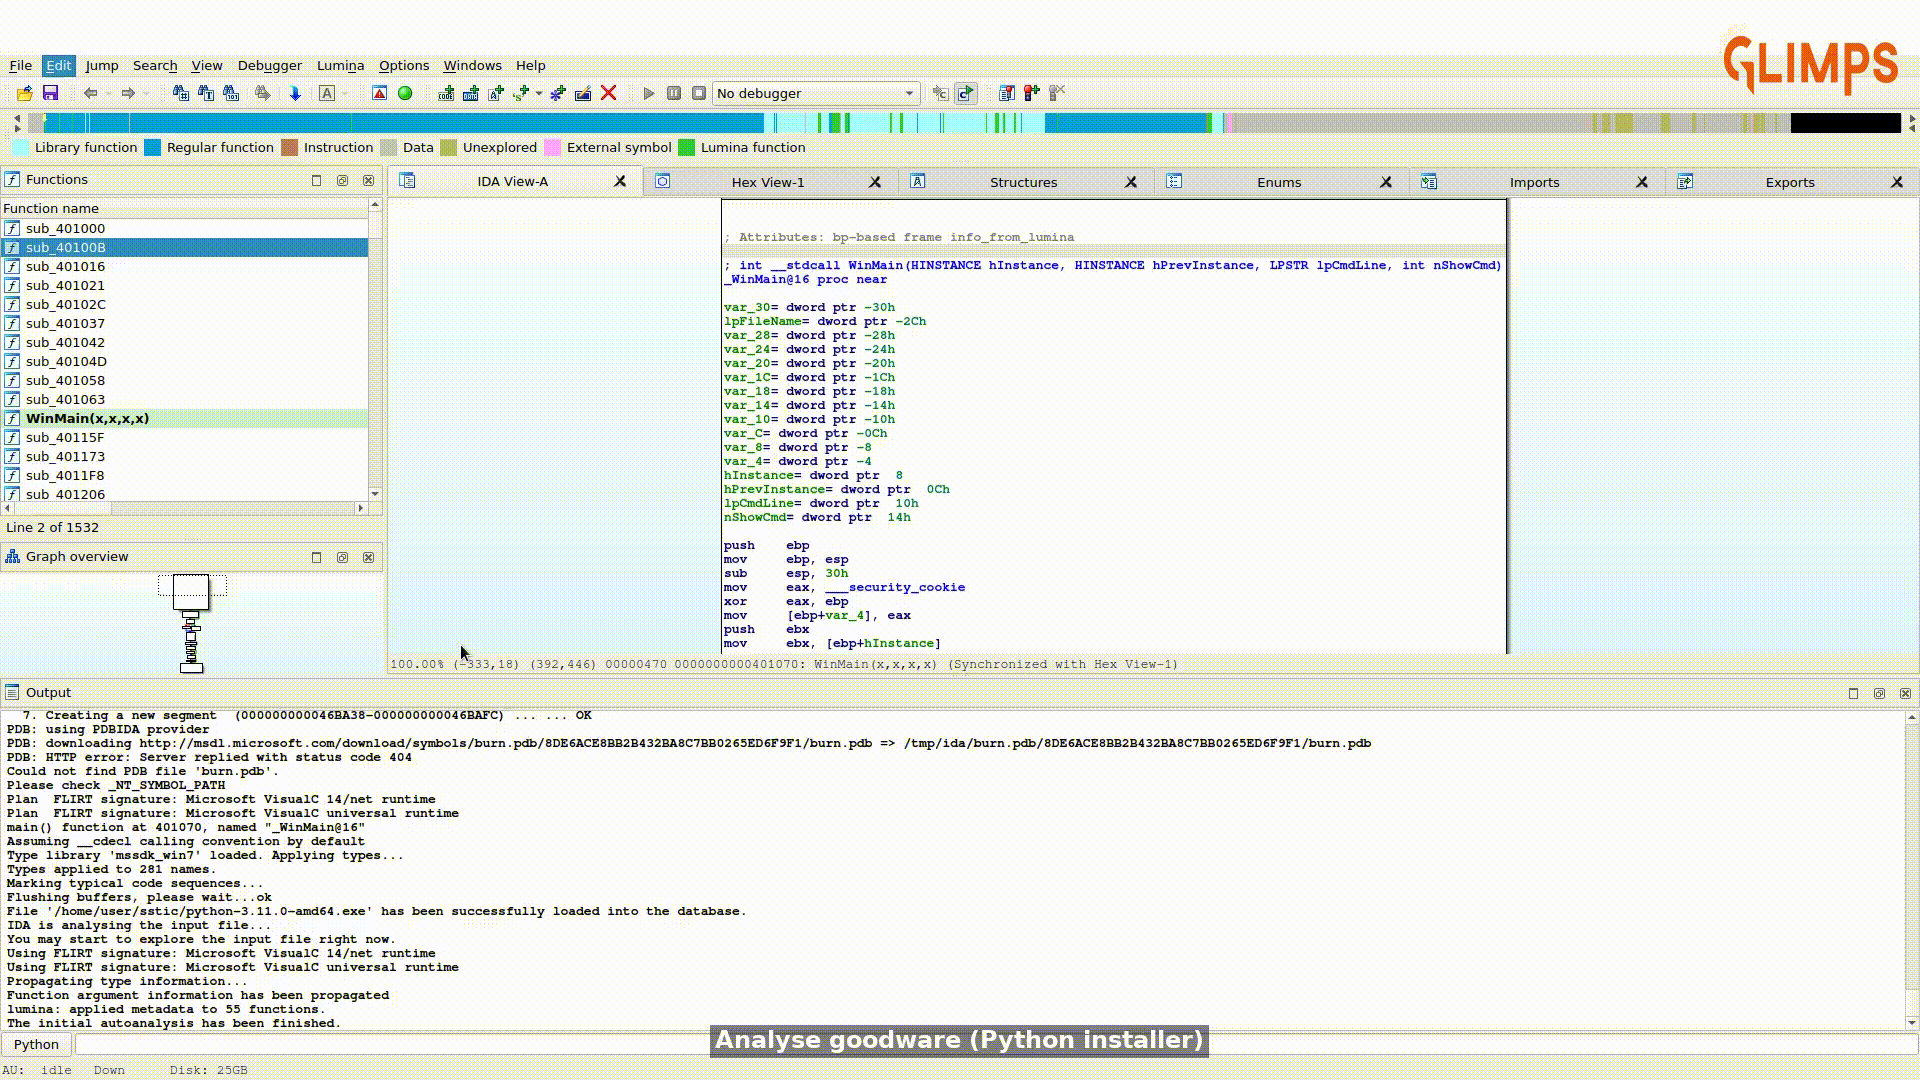 GLIMPS
File Edit Jump Search View Debugger Lumina Options Windows Help
No debugger
Library function Regular function Instruction Data Unexplored External symbol Lumina function
Functions
Function name
sub_401000
sub_40100B
sub_401016
sub_401021
sub_40102C
sub_401037
sub_401042
sub_40104D
sub_401058
sub_401063
WinMain(x,x,x,x)
sub_40115F
sub_401173
sub_4011F8
sub_401206
Line 2 of 1532
Graph overview
IDA View-A Hex View-1 Structures Enums Imports Exports
; Attributes: bp-based frame info_from_lumina
; int __stdcall WinMain(HINSTANCE hInstance, HINSTANCE hPrevInstance, LPSTR lpCmdLine, int nShowCmd)
_WinMain@16 proc near
var_30= dword ptr -30h
lpFileName= dword ptr -2Ch
var_28= dword ptr -28h
var_24= dword ptr -24h
var_20= dword ptr -20h
var_1C= dword ptr -1Ch
var_18= dword ptr -18h
var_14= dword ptr -14h
var_10= dword ptr -10h
var_C= dword ptr -0Ch
var_8= dword ptr -8
var_4= dword ptr -4
hInstance= dword ptr  8
hPrevInstance= dword ptr  0Ch
lpCmdLine= dword ptr  10h
nShowCmd= dword ptr  14h
push    ebp
mov     ebp, esp
sub     esp, 30h
mov     eax, ___security_cookie
xor     eax, ebp
mov     [ebp+var_4], eax
push    ebx
mov     ebx, [ebp+hInstance]
100.00% (-333,18) (392,446) 00000470 0000000000401070: WinMain(x,x,x,x) (Synchronized with Hex View-1)
Output
7. Creating a new segment  (000000000046BA38-000000000046BAFC) ... ... OK
PDB: using PDBIDA provider
PDB: downloading http://msdl.microsoft.com/download/symbols/burn.pdb/8DE6ACE8BB2B432BA8C7BB0265ED6F9F1/burn.pdb => /tmp/ida/burn.pdb/8DE6ACE8BB2B432BA8C7BB0265ED6F9F1/burn.pdb
PDB: HTTP error: Server replied with status code 404
Could not find PDB file 'burn.pdb'.
Please check _NT_SYMBOL_PATH
Plan  FLIRT signature: Microsoft VisualC 14/net runtime
Plan  FLIRT signature: Microsoft VisualC universal runtime
main() function at 401070, named "_WinMain@16"
Assuming __cdecl calling convention by default
Type library 'mssdk_win7' loaded. Applying types...
Types applied to 281 names.
Marking typical code sequences...
Flushing buffers, please wait...ok
File '/home/user/sstic/python-3.11.0-amd64.exe' has been successfully loaded into the database.
IDA is analysing the input file...
You may start to explore the input file right now.
Using FLIRT signature: Microsoft VisualC 14/net runtime
Using FLIRT signature: Microsoft VisualC universal runtime
Propagating type information...
Function argument information has been propagated
lumina: applied metadata to 55 functions.
The initial autoanalysis has been finished.
Python
Analyse goodware (Python installer)
AU: idle Down Disk: 25GB